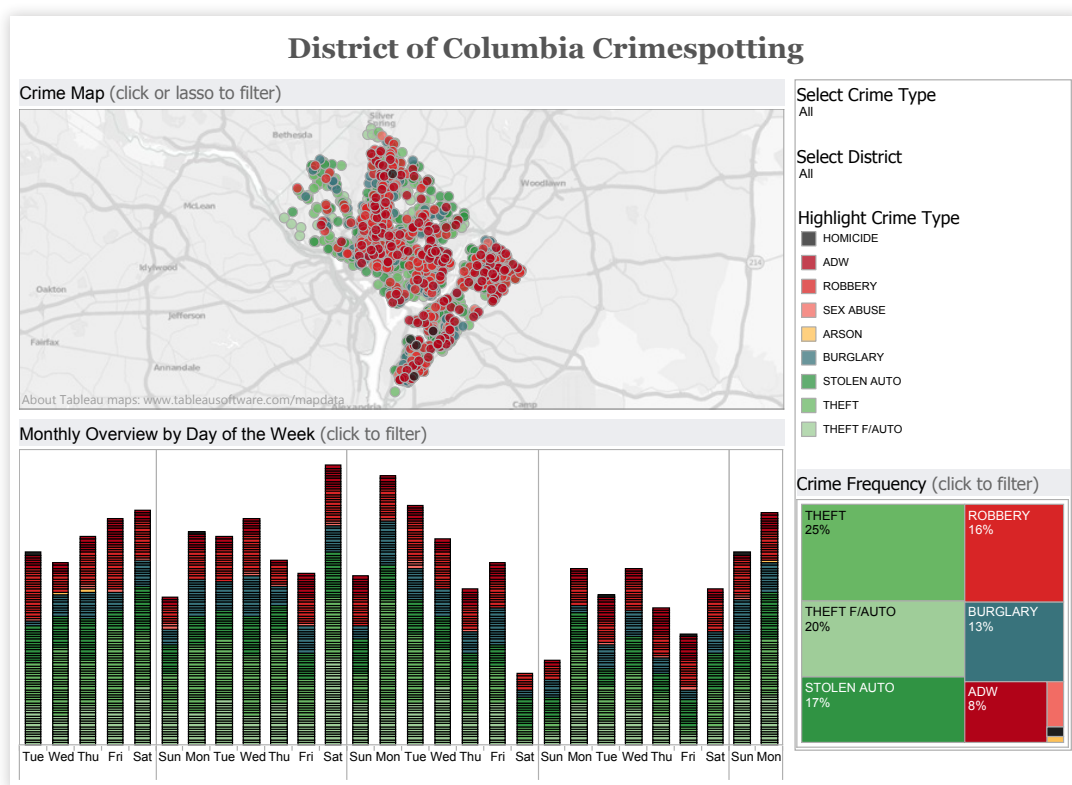 District of Columbia Crimespotting
Crime Map (click or lasso to filter)
Silver
Spring
Bethesda
Woodlawn
McLean
214
Idylwood
Oakton
Jefferson
Fairfax
Annandale
About Tableau maps: www.tableausoftware.com/mapdata
Alexandria
Camp
Select Crime Type
All
Select District
All
Highlight Crime Type
HOMICIDE
ADW
ROBBERY
SEX ABUSE
ARSON
BURGLARY
STOLEN AUTO
THEFT
THEFT F/AUTO
Monthly Overview by Day of the Week (click to filter)
Tue Wed Thu Fri Sat Sun Mon Tue Wed Thu Fri Sat Sun Mon Tue Wed Thu Fri Sat Sun Mon Tue Wed Thu Fri Sat Sun Mon
Crime Frequency (click to filter)
THEFT
25%
ROBBERY
16%
THEFT F/AUTO
20%
BURGLARY
13%
STOLEN AUTO
17%
ADW
8%